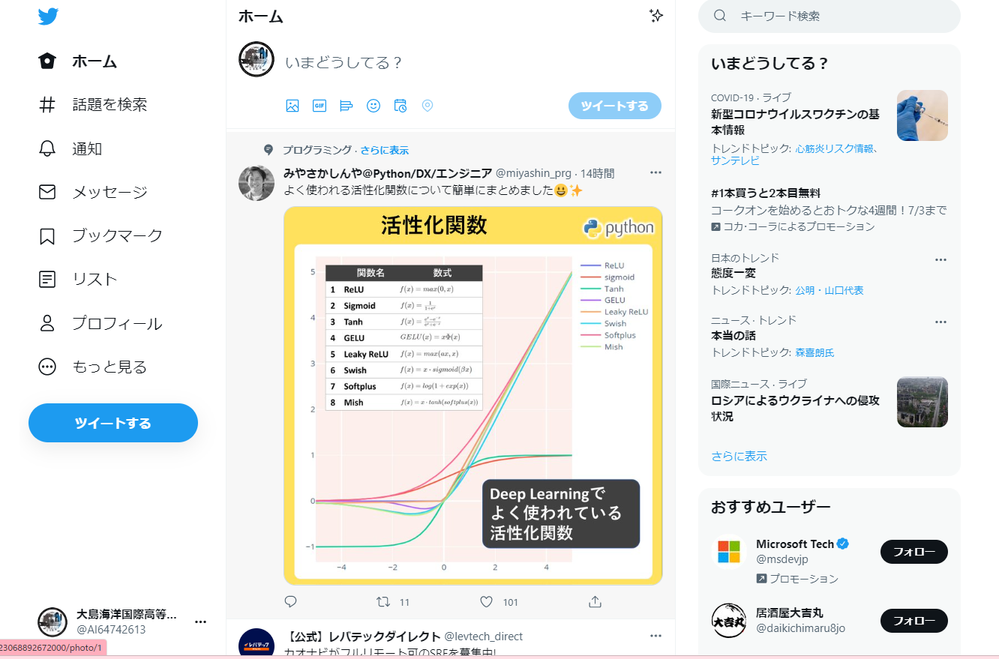 ホーム
話題を検索
通知
メッセージ
ブックマーク
リスト
プロフィール
もっと見る
ツイートする
大島海洋国際高等...
@AI64742613
23068892672000/photo/1
ホーム
いまどうしてる？
GIF
ツイートする
プログラミング · さらに表示
みやさかしんや@Python/DX/エンジニア @miyashin_prg · 14時間
よく使われる活性化関数について簡単にまとめました😃✨
活性化関数
python
関数名 数式
1 ReLU f(x) = max(0, x)
2 Sigmoid
3 Tanh
4 GELU GELU(x) = xΦ(x)
5 Leaky ReLU f(x) = max(ax, x)
6 Swish f(x) = x · sigmoid(βx)
7 Softplus f(x) = log(1 + exp(x))
8 Mish f(x) = x · tanh(softplus(x))
ReLU
sigmoid
Tanh
GELU
Leaky ReLU
Swish
Softplus
Mish
5
4
3
2
1
0
−1
−4 −2 0 2 4
Deep Learningで
よく使われている
活性化関数
11 101
レバテック
【公式】レバテックダイレクト @levtech_direct
カオナビがフルリモート可のSREを募集中!
キーワード検索
いまどうしてる？
COVID-19 · ライブ
新型コロナウイルスワクチンの基
本情報
トレンドトピック: 心筋炎リスク情報、
サンテレビ
#1本買うと2本目無料
コークオンを始めるとおトクな4週間！7/3まで
コカ·コーラによるプロモーション
日本のトレンド
態度一変
トレンドトピック: 公明・山口代表
ニュース · トレンド
本当の話
トレンドトピック: 森喜朗氏
国際ニュース · ライブ
ロシアによるウクライナへの侵攻
状況
さらに表示
おすすめユーザー
Microsoft Tech
@msdevjp
フォロー
プロモーション
大吉丸
居酒屋大吉丸
@daikichimaru8jo
フォロー